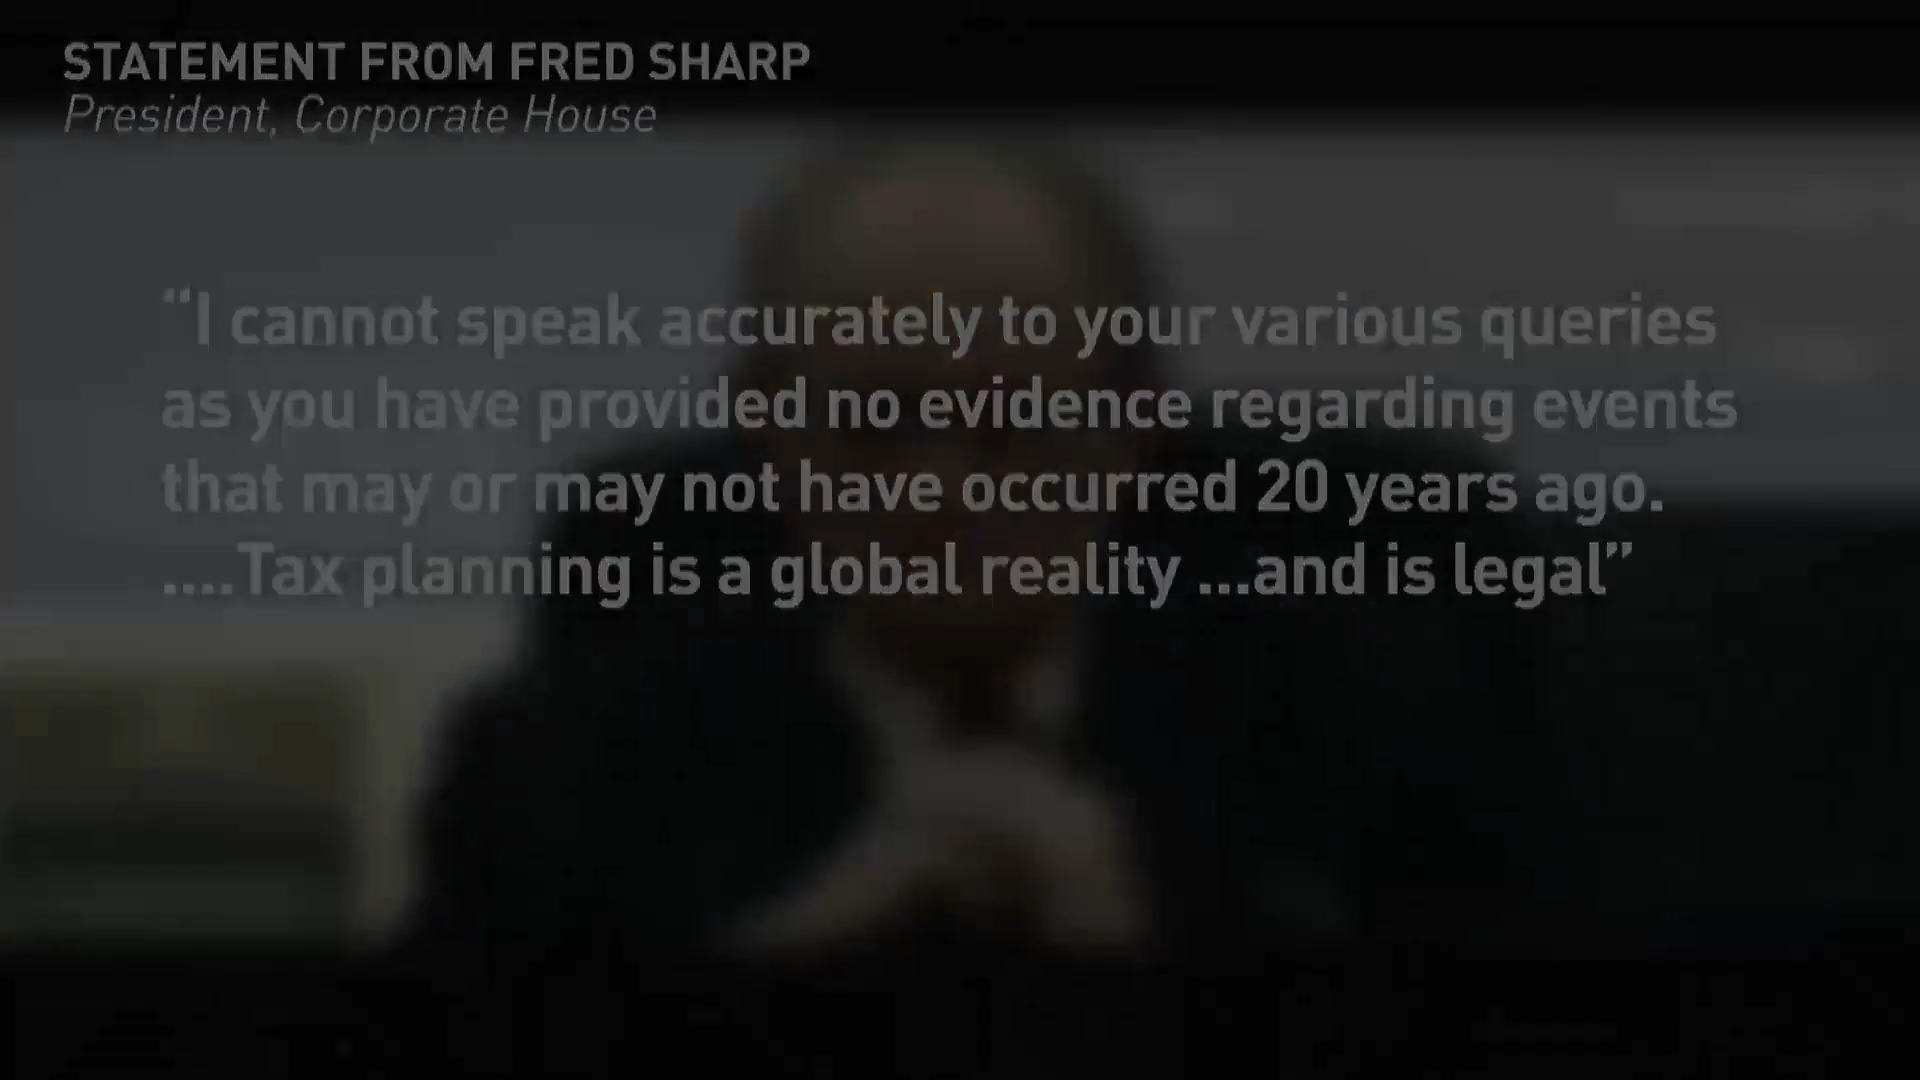 STATEMENT FROM FRED SHARP
President, Corporate House
“I cannot speak accurately to your various queries
as you have provided no evidence regarding events
that may or may not have occurred 20 years ago.
....Tax planning is a global reality ...and is legal”